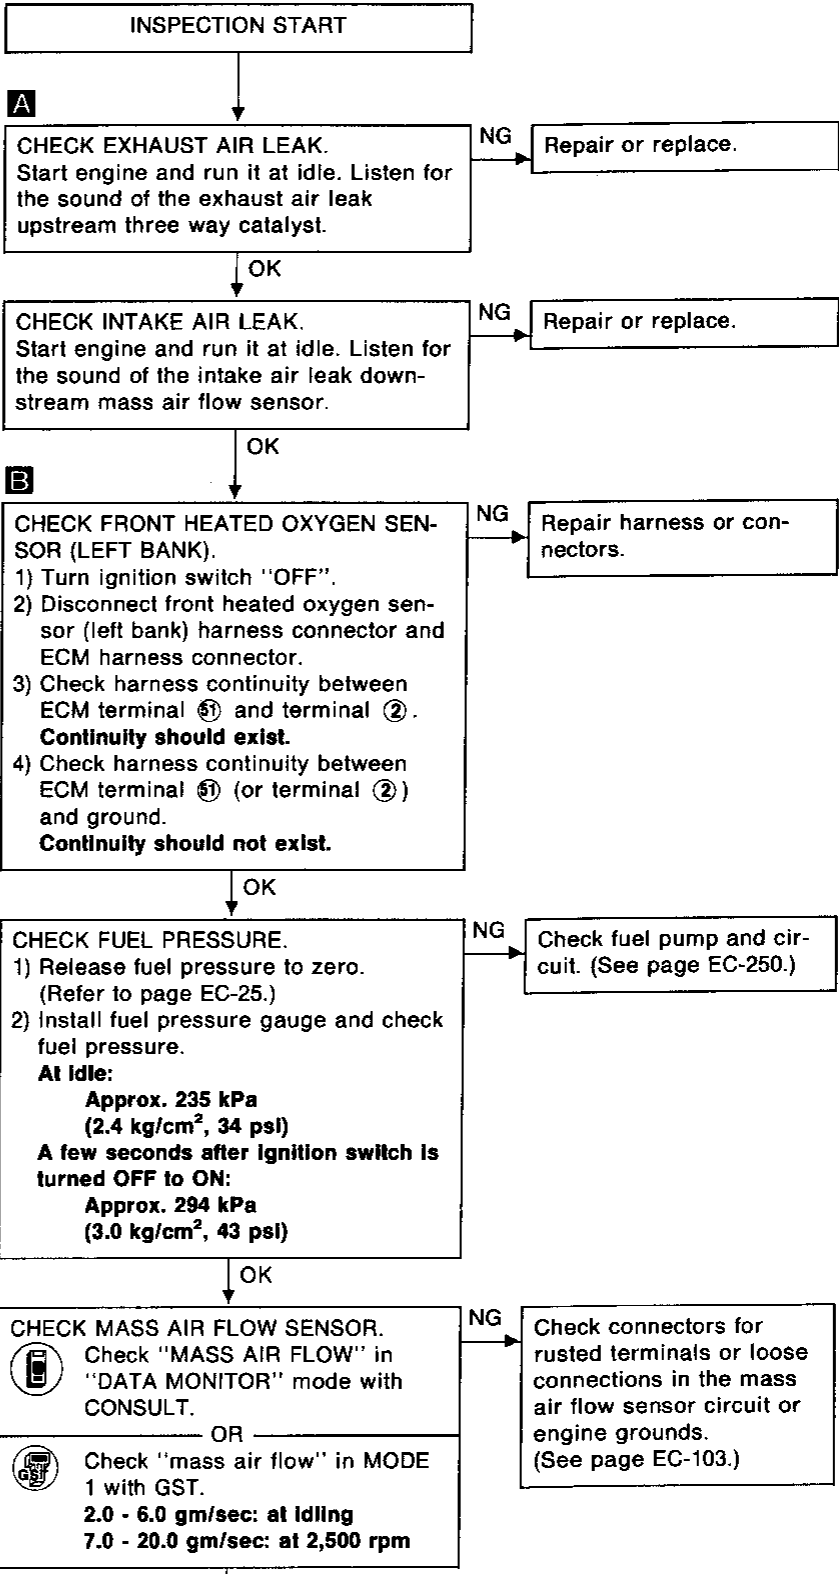 INSPECTION START
A
CHECK EXHAUST AIR LEAK.
Start engine and run it at idle. Listen for
the sound of the exhaust air leak
upstream three way catalyst.
NG
Repair or replace.
OK
CHECK INTAKE AIR LEAK.
Start engine and run it at idle. Listen for
the sound of the intake air leak down-
stream mass air flow sensor.
NG
Repair or replace.
OK
B
CHECK FRONT HEATED OXYGEN SEN-
SOR (LEFT BANK).
1) Turn ignition switch "OFF".
2) Disconnect front heated oxygen sen-
sor (left bank) harness connector and
ECM harness connector.
3) Check harness continuity between
ECM terminal 51 and terminal 2.
Continuity should exist.
4) Check harness continuity between
ECM terminal 51 (or terminal 2)
and ground.
Continuity should not exist.
NG
Repair harness or con-
nectors.
OK
CHECK FUEL PRESSURE.
1) Release fuel pressure to zero.
(Refer to page EC-25.)
2) Install fuel pressure gauge and check
fuel pressure.
At idle:
Approx. 235 kPa
(2.4 kg/cm², 34 psi)
A few seconds after ignition switch is
turned OFF to ON:
Approx. 294 kPa
(3.0 kg/cm², 43 psi)
NG
Check fuel pump and cir-
cuit. (See page EC-250.)
OK
CHECK MASS AIR FLOW SENSOR.
Check "MASS AIR FLOW" in
"DATA MONITOR" mode with
CONSULT.
OR
GST
Check "mass air flow" in MODE
1 with GST.
2.0 - 6.0 gm/sec: at idling
7.0 - 20.0 gm/sec: at 2,500 rpm
NG
Check connectors for
rusted terminals or loose
connections in the mass
air flow sensor circuit or
engine grounds.
(See page EC-103.)